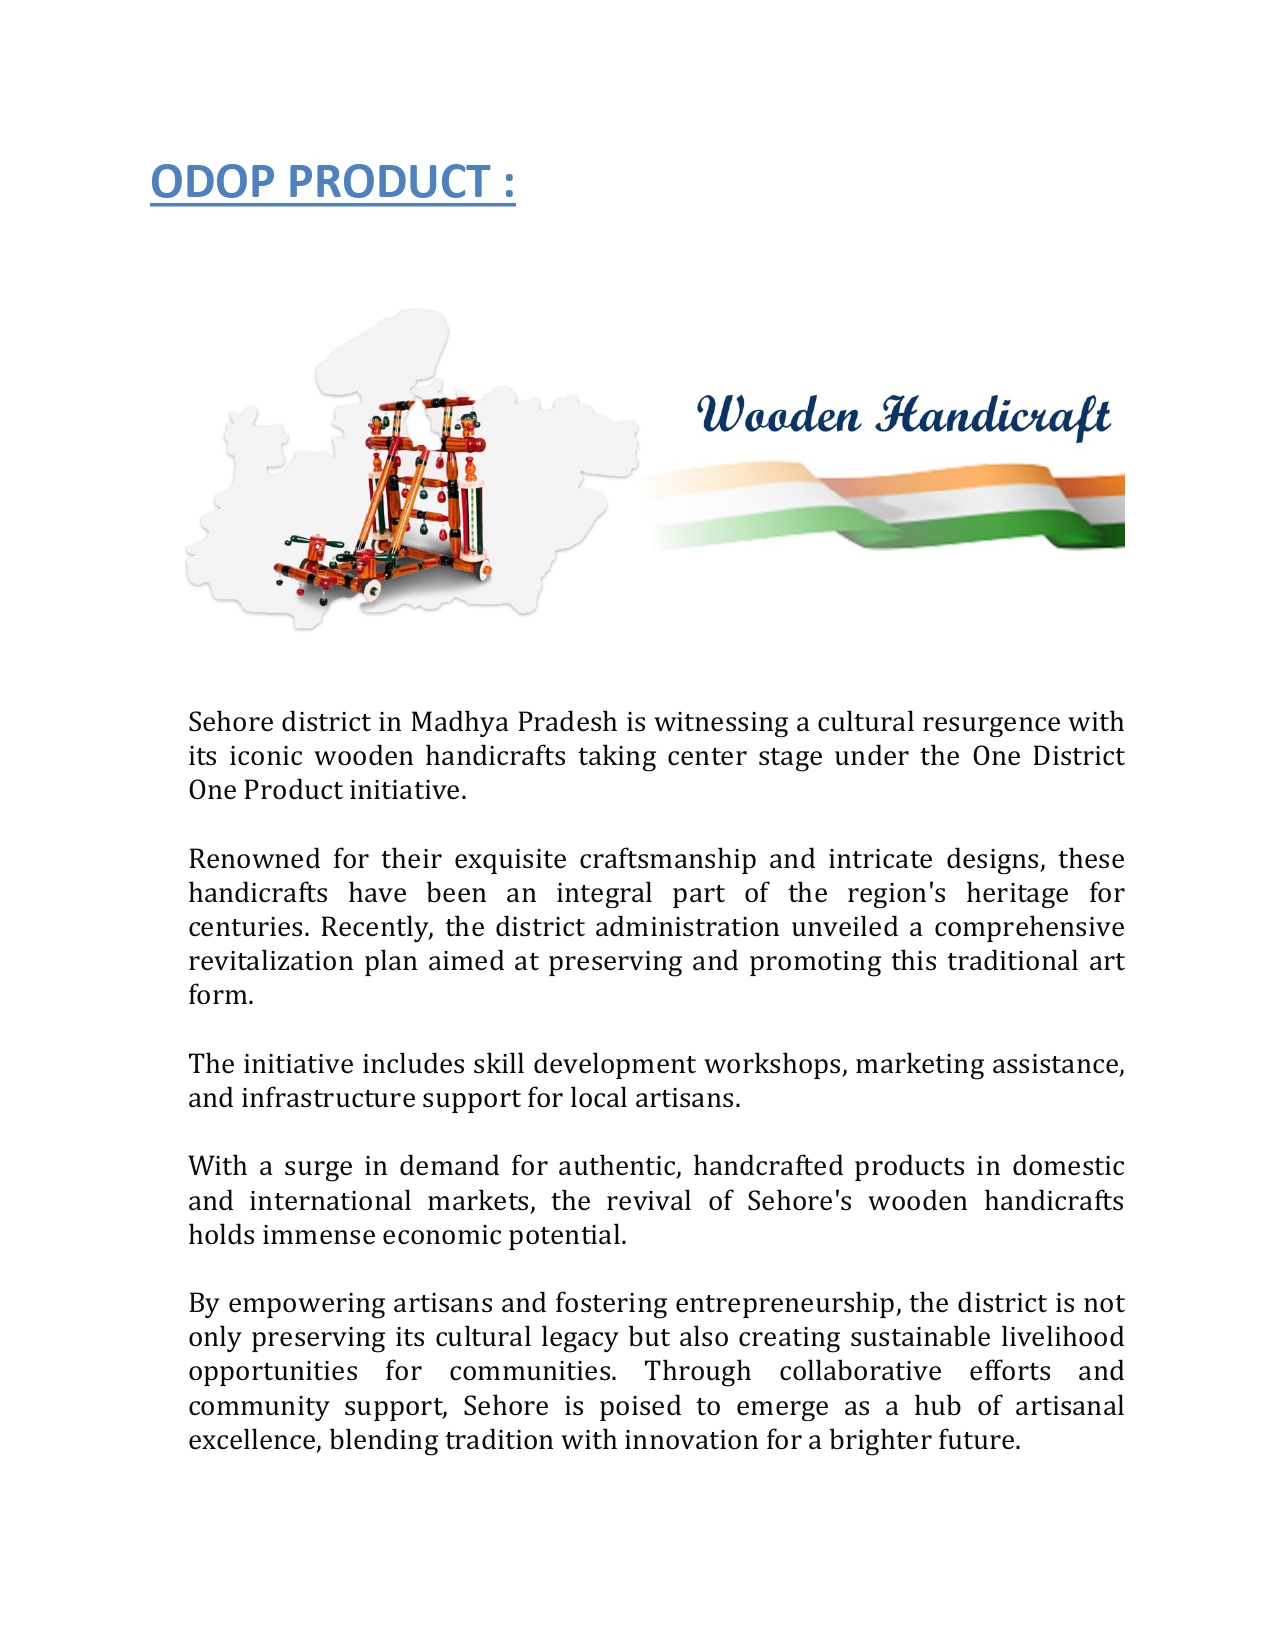 ODOP PRODUCT :
Wooden Handicraft
Sehore district in Madhya Pradesh is witnessing a cultural resurgence with
its iconic wooden handicrafts taking center stage under the One District
One Product initiative.
Renowned for their exquisite craftsmanship and intricate designs, these
handicrafts have been an integral part of the region's heritage for
centuries. Recently, the district administration unveiled a comprehensive
revitalization plan aimed at preserving and promoting this traditional art
form.
The initiative includes skill development workshops, marketing assistance,
and infrastructure support for local artisans.
With a surge in demand for authentic, handcrafted products in domestic
and international markets, the revival of Sehore's wooden handicrafts
holds immense economic potential.
By empowering artisans and fostering entrepreneurship, the district is not
only preserving its cultural legacy but also creating sustainable livelihood
opportunities for communities. Through collaborative efforts and
community support, Sehore is poised to emerge as a hub of artisanal
excellence, blending tradition with innovation for a brighter future.